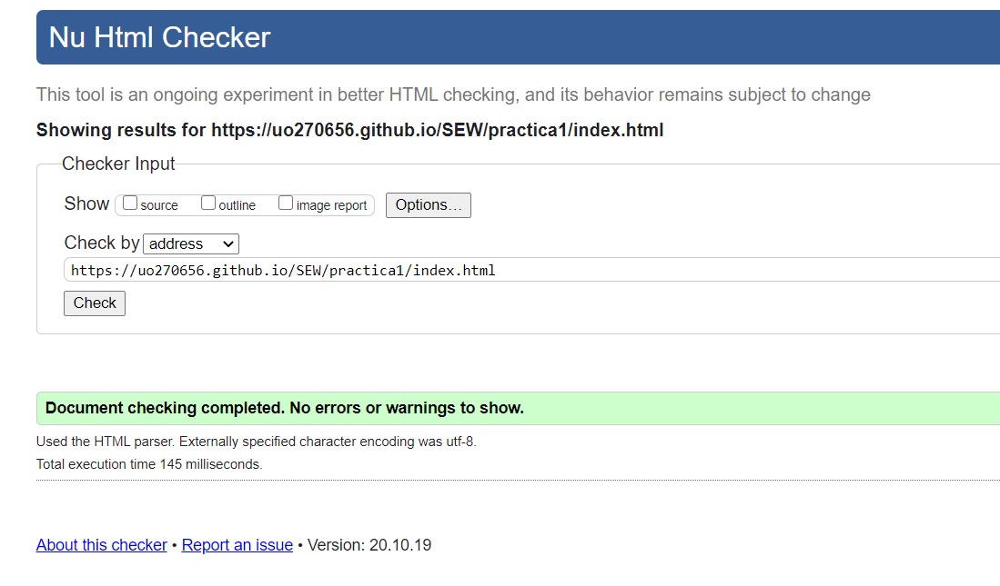 Nu Html Checker
This tool is an ongoing experiment in better HTML checking, and its behavior remains subject to change
Showing results for https://uo270656.github.io/SEW/practica1/index.html
Checker Input
Show source outline image report Options…
Check by address
https://uo270656.github.io/SEW/practica1/index.html
Check
Document checking completed. No errors or warnings to show.
Used the HTML parser. Externally specified character encoding was utf-8.
Total execution time 145 milliseconds.
About this checker • Report an issue • Version: 20.10.19